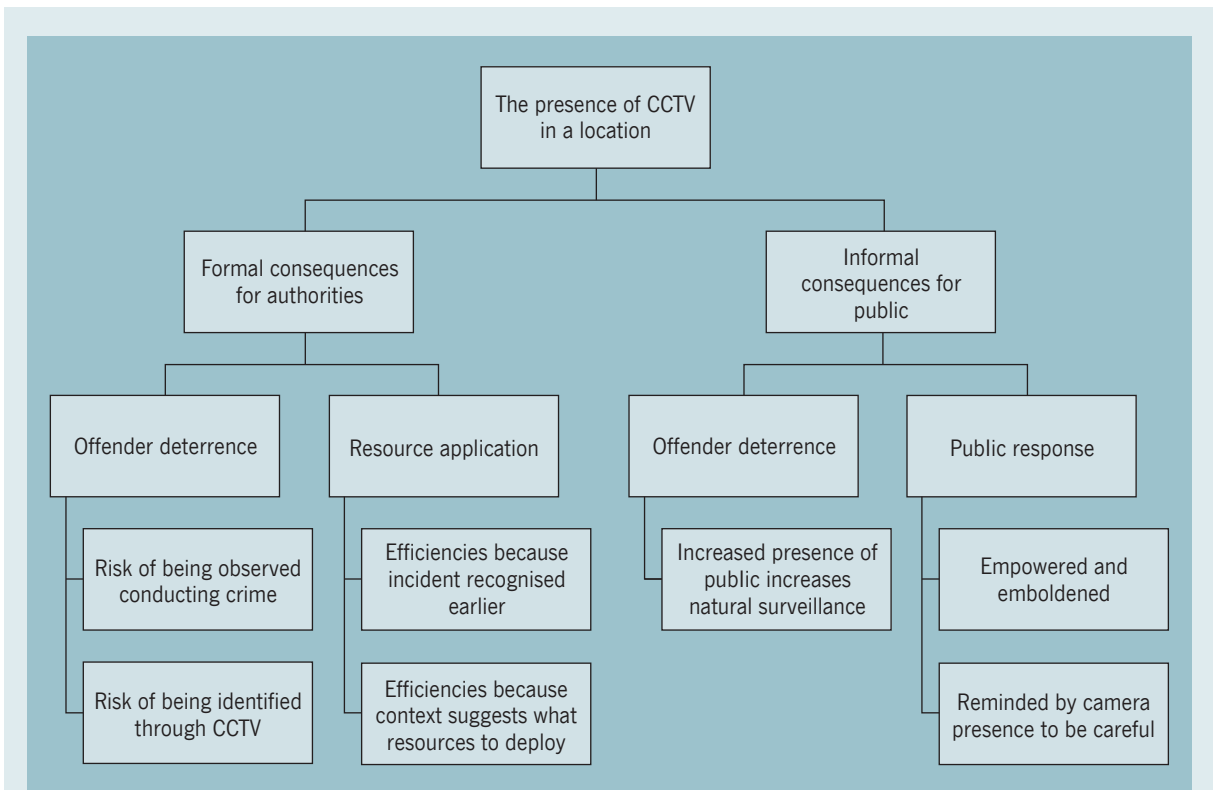 The presence of CCTV
in a location
Formal consequences
for authorities
Informal
consequences for
public
Offender deterrence
Resource application
Offender deterrence
Public response
Risk of being observed
conducting crime
Efficiencies because
incident recognised
earlier
Increased presence of
public increases
natural surveillance
Empowered and
emboldened
Risk of being identified
through CCTV
Efficiencies because
context suggests what
resources to deploy
Reminded by camera
presence to be careful